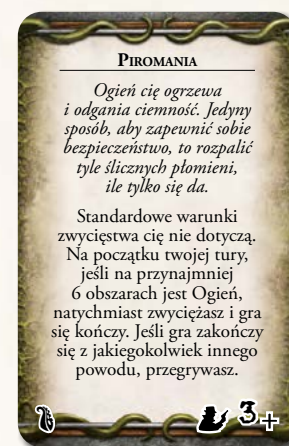 Piromania
Ogień cię ogrzewa
i odgania ciemność. Jedyny
sposób, aby zapewnić sobie
bezpieczeństwo, to rozpalić
tyle ślicznych płomieni,
ile tylko się da.
Standardowe warunki
zwycięstwa cię nie dotyczą.
Na początku twojej tury,
jeśli na przynajmniej
6 obszarach jest Ogień,
natychmiast zwyciężasz i gra
się kończy. Jeśli gra zakończy
się z jakiegokolwiek innego
powodu, przegrywasz.
3+